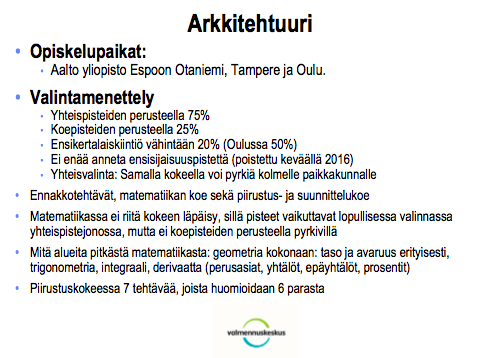 Arkkitehtuuri
• Opiskelupaikat:
• Aalto yliopisto Espoon Otaniemi, Tampere ja Oulu.
• Valintamenettely
• Yhteispisteiden perusteella 75%
• Koepisteiden perusteella 25%
• Ensikertalaiskiintiö vähintään 20% (Oulussa 50%)
• Ei enää anneta ensisijaisuuspistettä (poistettu keväällä 2016)
• Yhteisvalinta: Samalla kokeella voi pyrkiä kolmelle paikkakunnalle
• Ennakkotehtävät, matematiikan koe sekä piirustus- ja suunnittelukoe
• Matematiikassa ei riitä kokeen läpäisy, sillä pisteet vaikuttavat lopullisessa valinnassa
yhteispistejonossa, mutta ei koepisteiden perusteella pyrkivillä
• Mitä alueita pitkästä matematiikasta: geometria kokonaan: taso ja avaruus erityisesti,
trigonometria, integraali, derivaatta (perusasiat, yhtälöt, epäyhtälöt, prosentit)
• Piirustuskokeessa 7 tehtävää, joista huomioidaan 6 parasta
valmennuskeskus